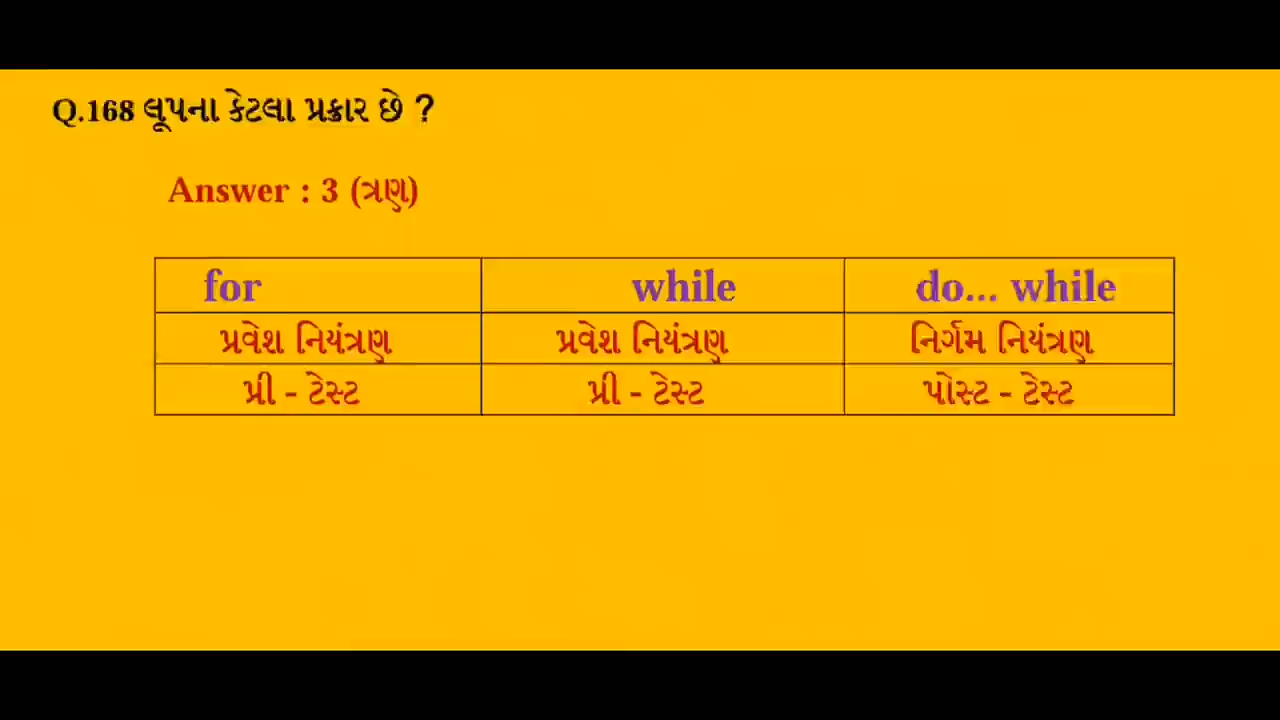 Q.168 લૂપના કેટલા પ્રકાર છે ?
Answer : 3 (ત્રણ)
for while do... while
પ્રવેશ નિયંત્રણ પ્રવેશ નિયંત્રણ નિર્ગમ નિયંત્રણ
પ્રી - ટેસ્ટ પ્રી - ટેસ્ટ પોસ્ટ - ટેસ્ટ